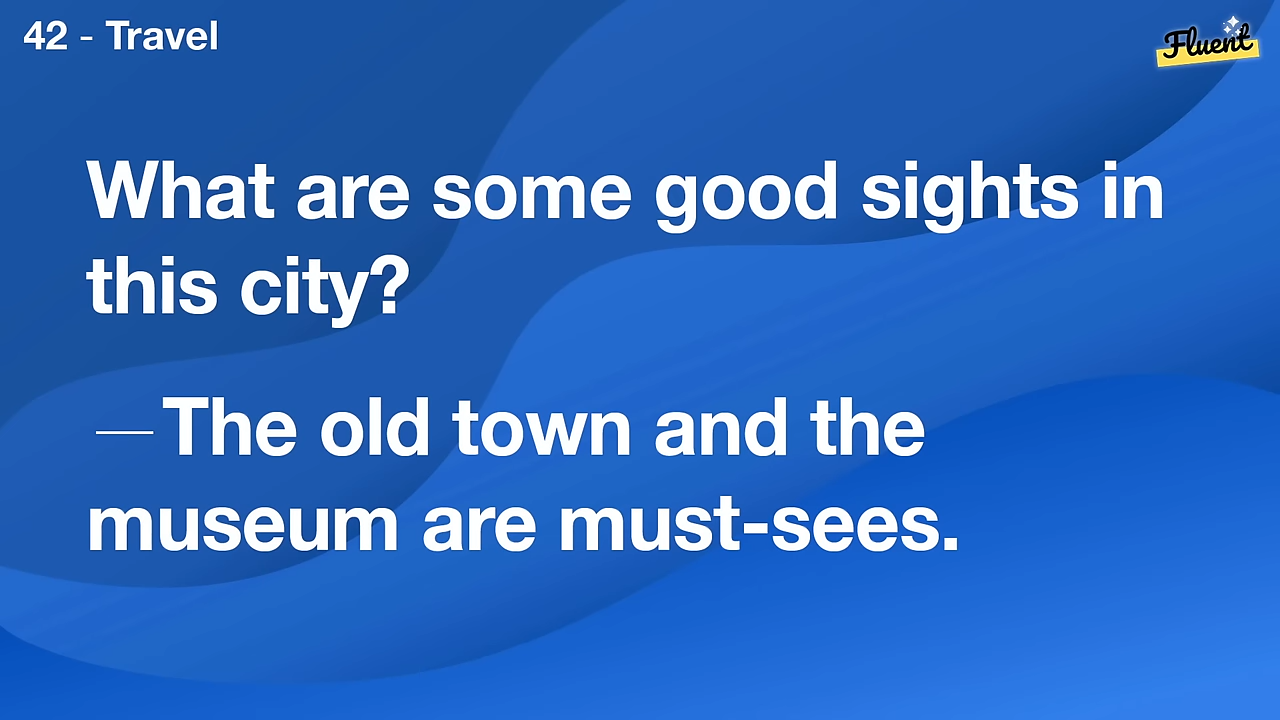 42 - Travel
Fluent
What are some good sights in
this city?
— The old town and the
museum are must-sees.